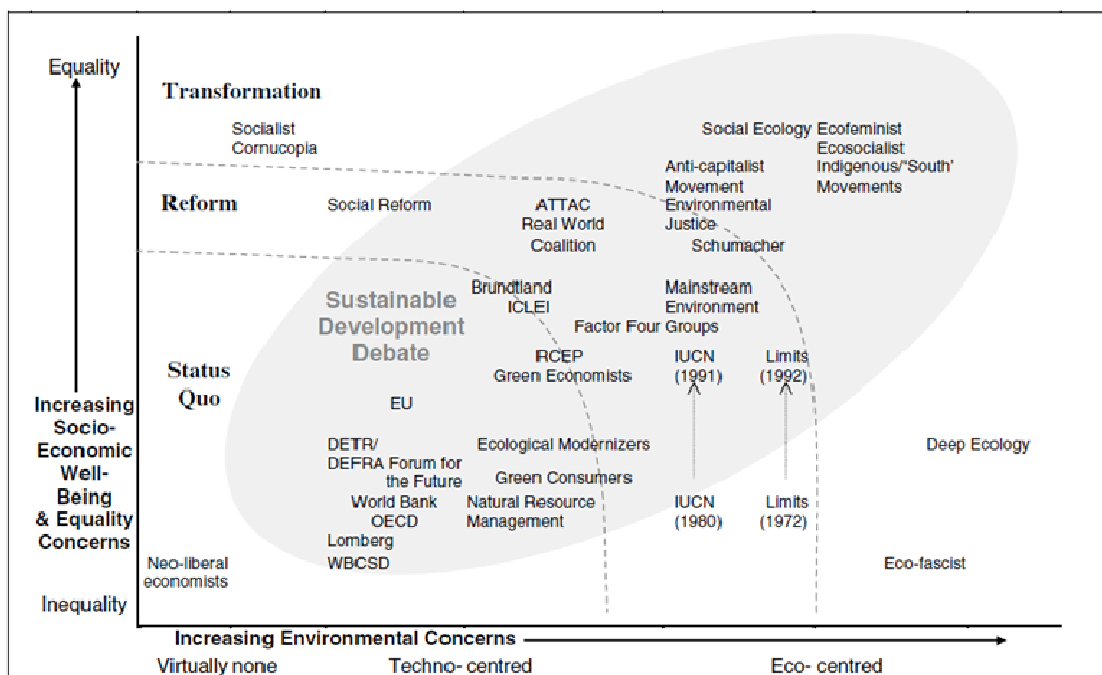 Equality
Transformation
Socialist
Cornucopia
Social Ecology Ecofeminist
Ecosocialist
Anti-capitalist Indigenous/'South'
Movement Movements
Reform
Social Reform ATTAC Environmental
Real World Justice
Coalition Schumacher
Brundtland Mainstream
ICLEI Environment
Sustainable
Development
Debate
Factor Four Groups
Status
Quo
RCEP IUCN Limits
Green Economists (1991) (1992)
EU
Increasing
Socio-
Economic
Well-
Being
& Equality
Concerns
DETR/ Ecological Modernizers Deep Ecology
DEFRA Forum for
the Future Green Consumers
World Bank Natural Resource IUCN Limits
OECD Management (1980) (1972)
Lomberg
Neo-liberal WBCSD Eco-fascist
economists
Inequality
Increasing Environmental Concerns
Virtually none Techno- centred Eco- centred